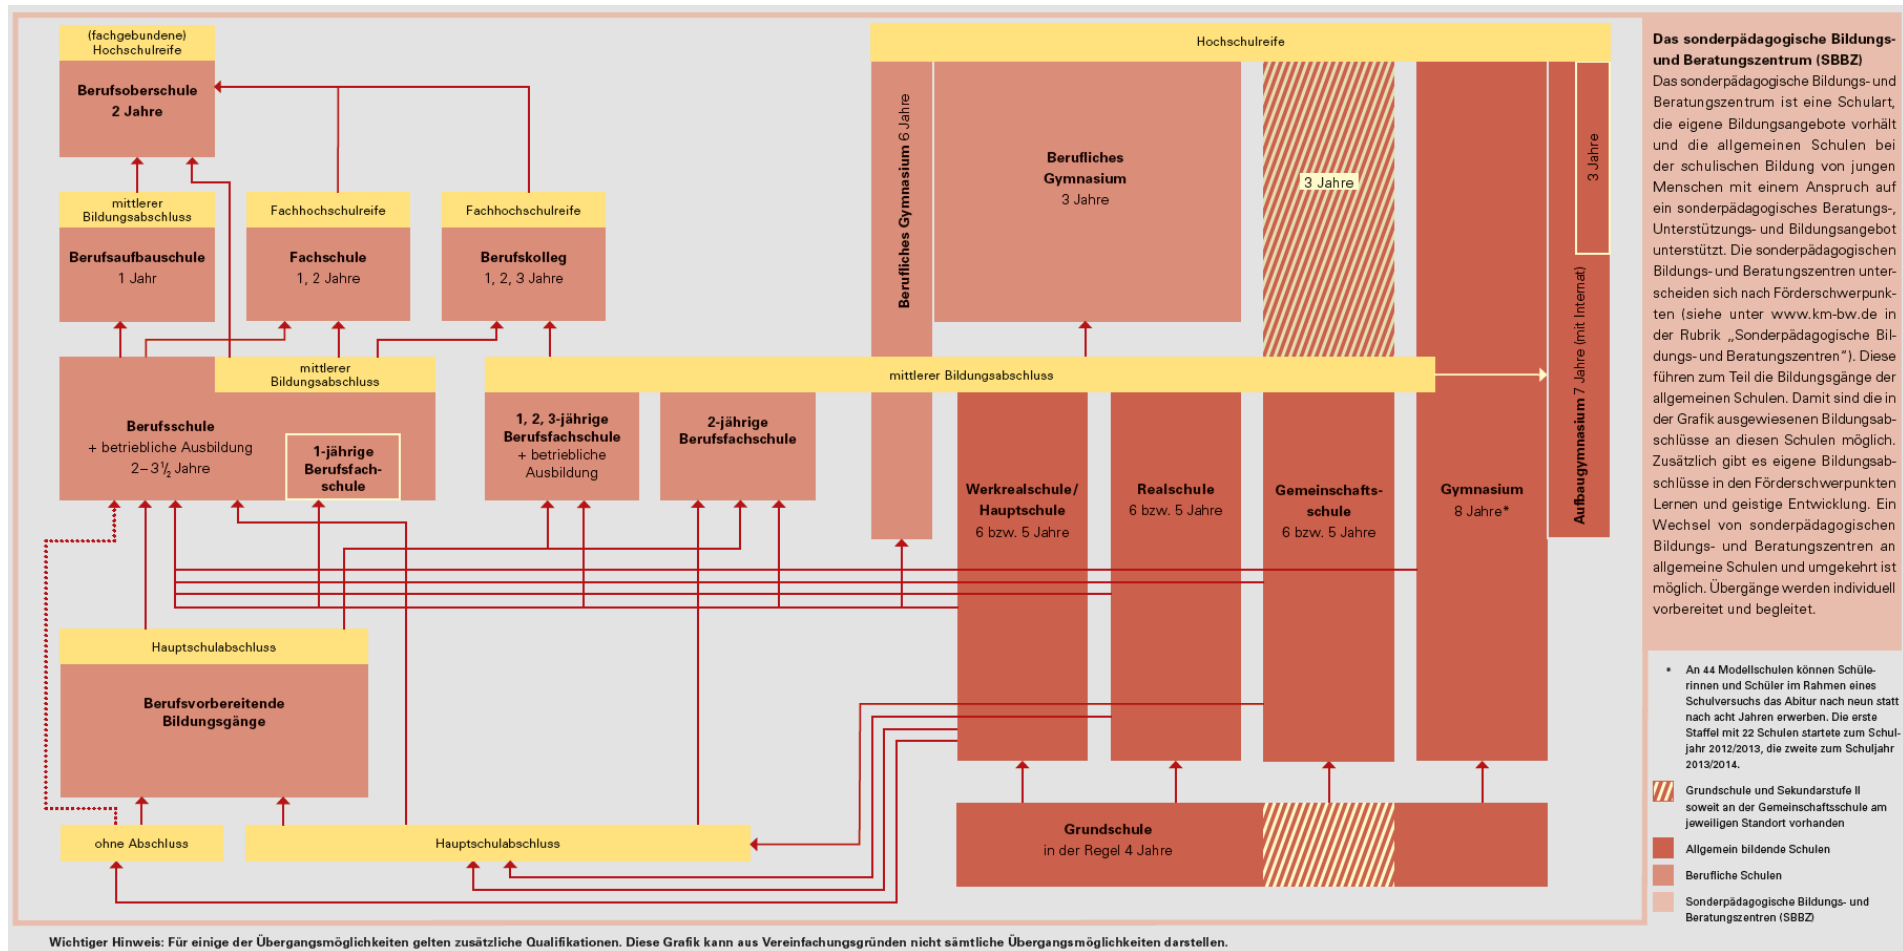 (fachgebundene)
Hochschulreife
Berufsoberschule
2 Jahre
mittlerer
Bildungsabschluss
Berufsaufbauschule
1 Jahr
Fachhochschulreife
Fachschule
1, 2 Jahre
Fachhochschulreife
Berufskolleg
1, 2, 3 Jahre
mittlerer
Bildungsabschluss
Berufsschule
+ betriebliche Ausbildung
2–3½ Jahre
1-jährige
Berufsfach-
schule
Hochschulreife
Berufliches Gymnasium 6 Jahre
Berufliches
Gymnasium
3 Jahre
3 Jahre
3 Jahre
Aufbaugymnasium 7 Jahre (mit Internat)
mittlerer Bildungsabschluss
1, 2, 3-jährige
Berufsfachschule
+ betriebliche
Ausbildung
2-jährige
Berufsfachschule
Werkrealschule/
Hauptschule
6 bzw. 5 Jahre
Realschule
6 bzw. 5 Jahre
Gemeinschafts-
schule
6 bzw. 5 Jahre
Gymnasium
8 Jahre*
Hauptschulabschluss
Berufsvorbereitende
Bildungsgänge
ohne Abschluss
Hauptschulabschluss
Grundschule
in der Regel 4 Jahre
Das sonderpädagogische Bildungs-
und Beratungszentrum (SBBZ)
Das sonderpädagogische Bildungs- und
Beratungszentrum ist eine Schulart,
die eigene Bildungsangebote vorhält
und die allgemeinen Schulen bei
der schulischen Bildung von jungen
Menschen mit einem Anspruch auf
ein sonderpädagogisches Beratungs-,
Unterstützungs- und Bildungsangebot
unterstützt. Die sonderpädagogischen
Bildungs- und Beratungszentren unter-
scheiden sich nach Förderschwerpunk-
ten (siehe unter www.km-bw.de in
der Rubrik „Sonderpädagogische Bil-
dungs- und Beratungszentren"). Diese
führen zum Teil die Bildungsgänge der
allgemeinen Schulen. Damit sind die in
der Grafik ausgewiesenen Bildungsab-
schlüsse an diesen Schulen möglich.
Zusätzlich gibt es eigene Bildungsab-
schlüsse in den Förderschwerpunkten
Lernen und geistige Entwicklung. Ein
Wechsel von sonderpädagogischen
Bildungs- und Beratungszentren an
allgemeine Schulen und umgekehrt ist
möglich. Übergänge werden individuell
vorbereitet und begleitet.
* An 44 Modellschulen können Schüle-
rinnen und Schüler im Rahmen eines
Schulversuchs das Abitur nach neun statt
nach acht Jahren erwerben. Die erste
Staffel mit 22 Schulen startete zum Schul-
jahr 2012/2013, die zweite zum Schuljahr
2013/2014.
Grundschule und Sekundarstufe II
soweit an der Gemeinschaftsschule am
jeweiligen Standort vorhanden
Allgemein bildende Schulen
Berufliche Schulen
Sonderpädagogische Bildungs- und
Beratungszentren (SBBZ)
Wichtiger Hinweis: Für einige der Übergangsmöglichkeiten gelten zusätzliche Qualifikationen. Diese Grafik kann aus Vereinfachungsgründen nicht sämtliche Übergangsmöglichkeiten darstellen.